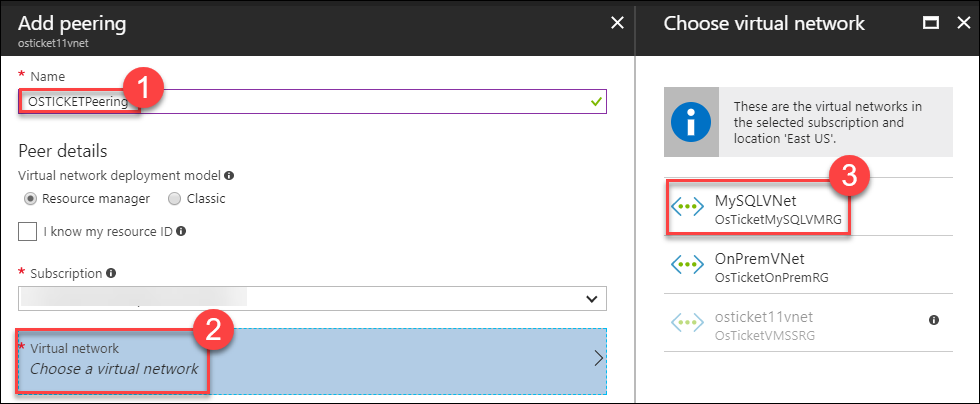 Add peering
osticket11vnet
* Name
1
OSTICKETPeering
Peer details
Virtual network deployment model
Resource manager
Classic
I know my resource ID
* Subscription
2
* Virtual network
Choose a virtual network
Choose virtual network
These are the virtual networks in
the selected subscription and
location 'East US'.
3
MySQLVNet
OsTicketMySQLVMRG
OnPremVNet
OsTicketOnPremRG
osticket11vnet
OsTicketVMSSRG